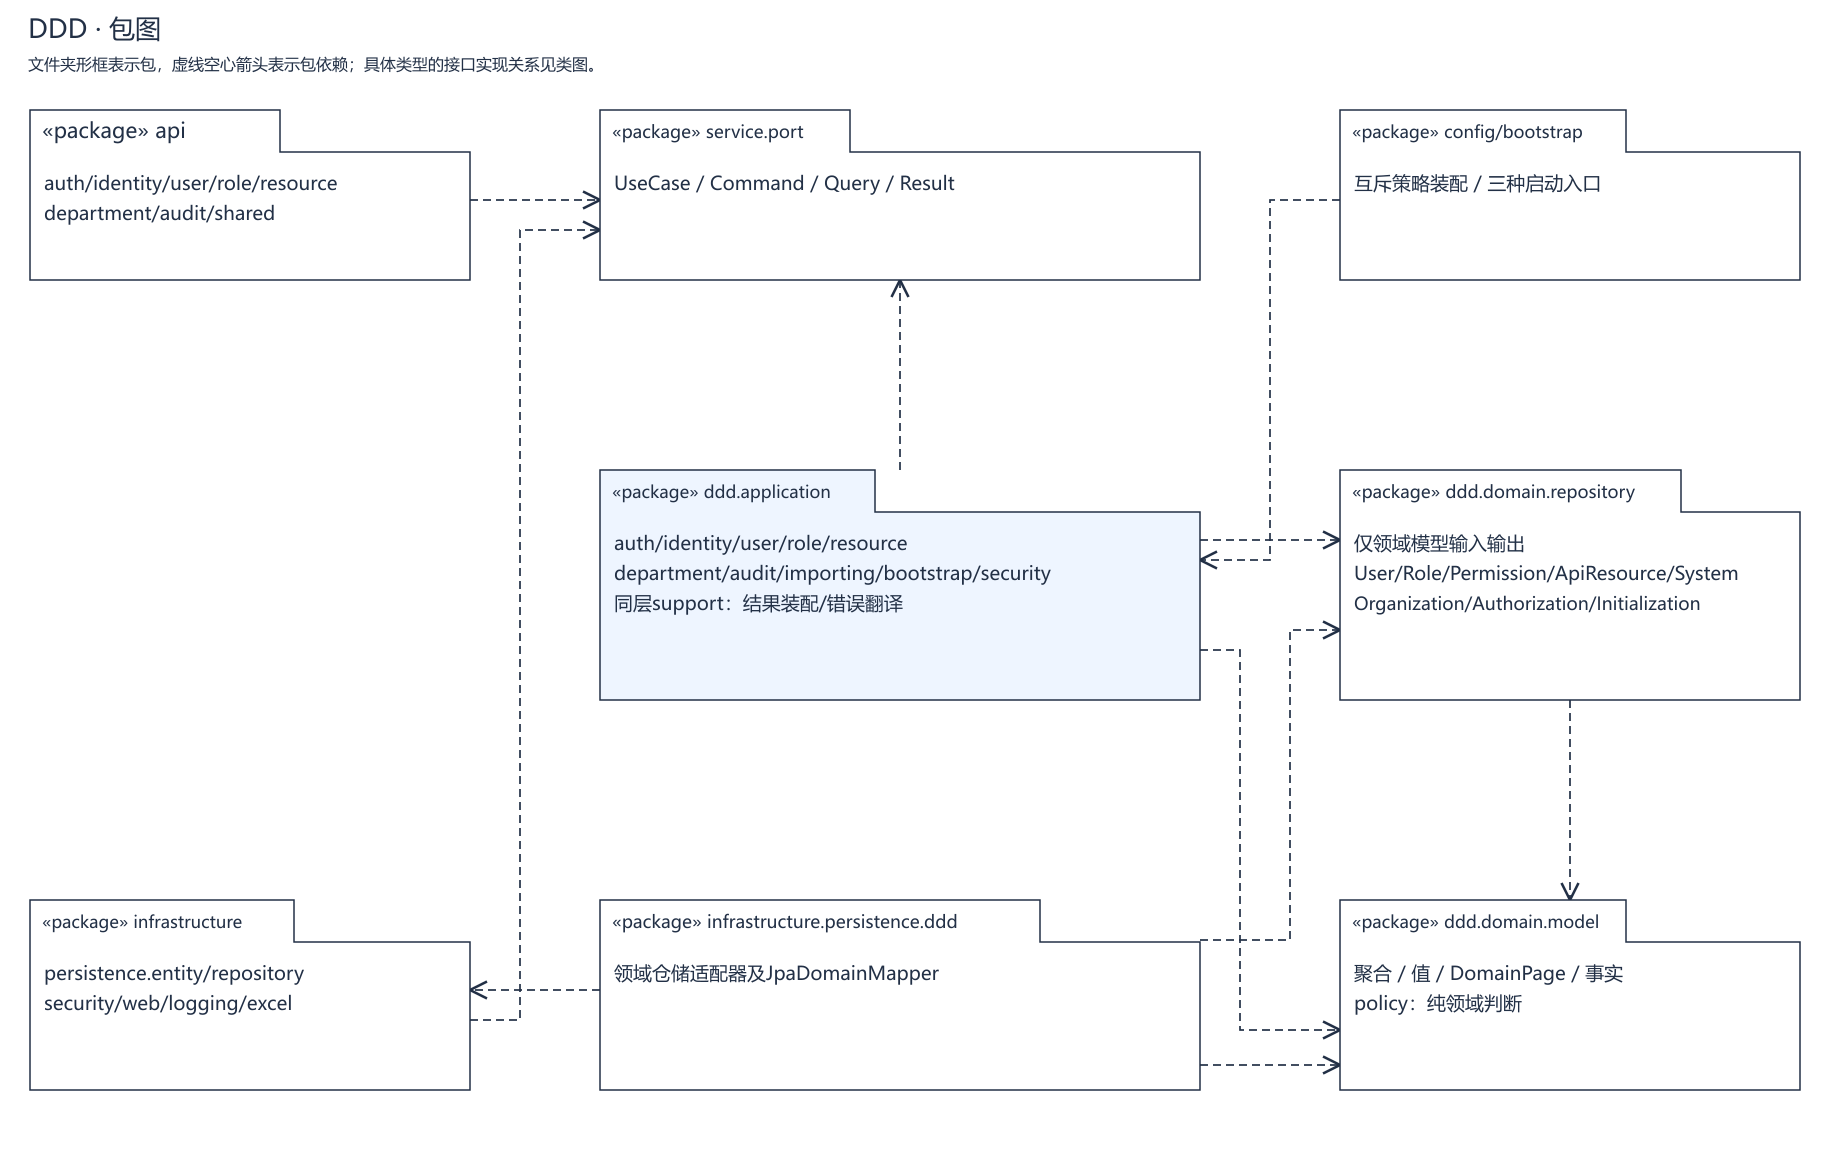 DDD · 包图
文件夹形框表示包，虚线空心箭头表示包依赖；具体类型的接口实现关系见类图。
«package» api
auth/identity/user/role/resource
department/audit/shared
«package» service.port
UseCase / Command / Query / Result
«package» config/bootstrap
互斥策略装配 / 三种启动入口
«package» ddd.application
auth/identity/user/role/resource
department/audit/importing/bootstrap/security
同层support：结果装配/错误翻译
«package» ddd.domain.repository
仅领域模型输入输出
User/Role/Permission/ApiResource/System
Organization/Authorization/Initialization
«package» infrastructure
persistence.entity/repository
security/web/logging/excel
«package» infrastructure.persistence.ddd
领域仓储适配器及JpaDomainMapper
«package» ddd.domain.model
聚合 / 值 / DomainPage / 事实
policy：纯领域判断